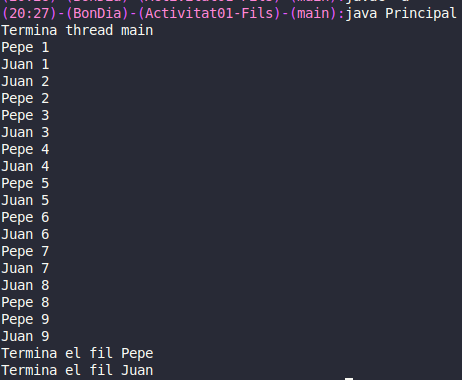 (20:27)-(BonDia)-(Activitat01-Fils)-(main):java Principal
Termina thread main
Pepe 1
Juan 1
Juan 2
Pepe 2
Pepe 3
Juan 3
Pepe 4
Juan 4
Pepe 5
Juan 5
Pepe 6
Juan 6
Pepe 7
Juan 7
Juan 8
Pepe 8
Pepe 9
Juan 9
Termina el fil Pepe
Termina el fil Juan